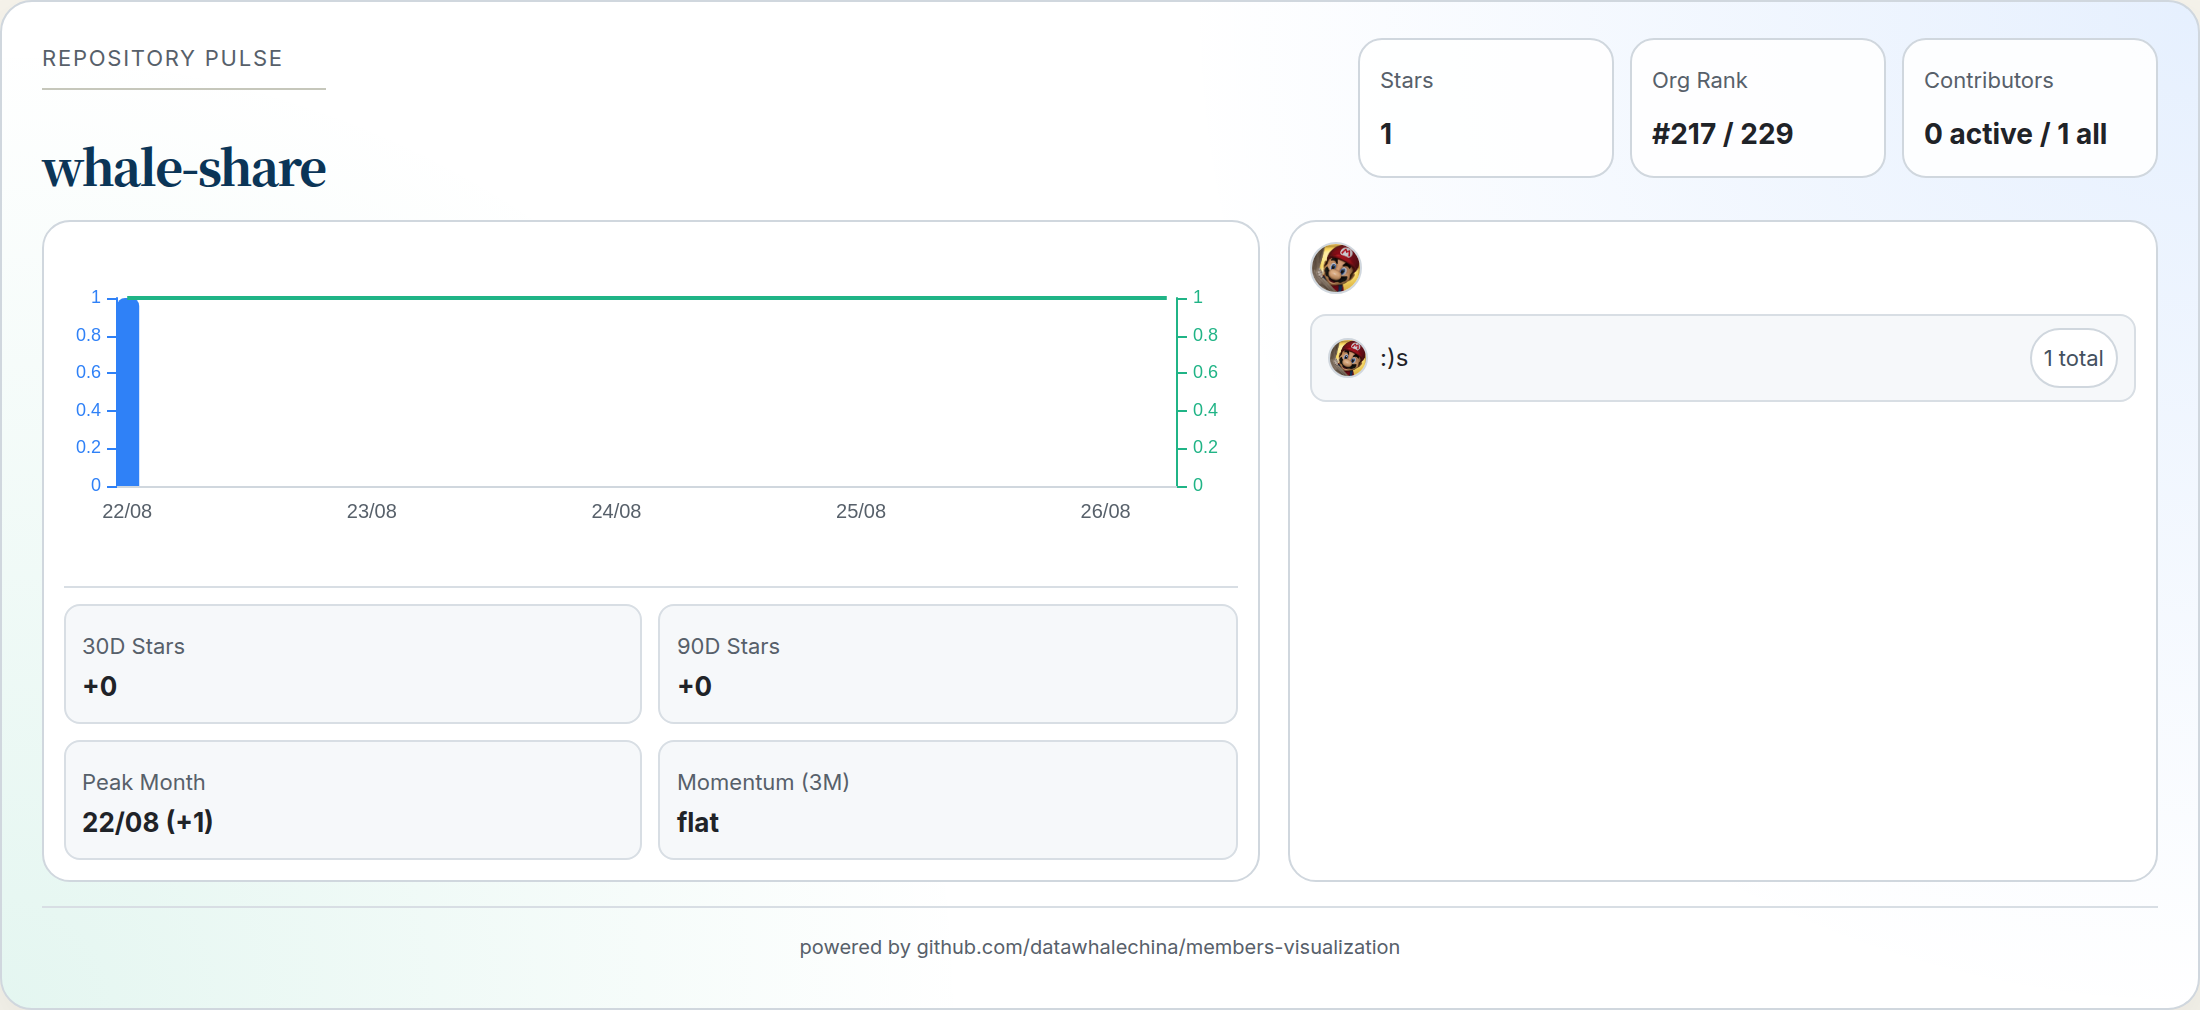 REPOSITORY PULSE
whale-share
Stars
1
Org Rank
#217 / 229
Contributors
0 active / 1 all
1
0.8
0.6
0.4
0.2
0
1
0.8
0.6
0.4
0.2
0
22/08
23/08
24/08
25/08
26/08
30D Stars
+0
90D Stars
+0
Peak Month
22/08 (+1)
Momentum (3M)
flat
:)s
1 total
powered by github.com/datawhalechina/members-visualization